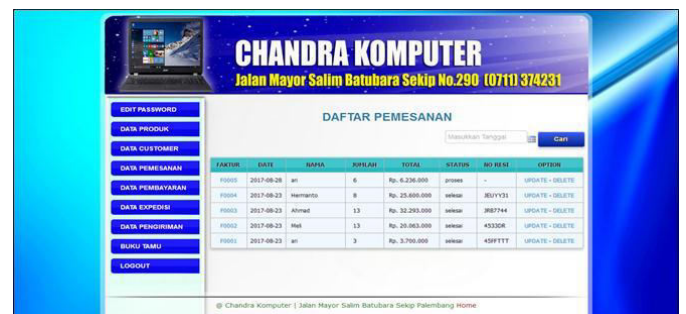 CHANDRA KOMPUTER
Jalan Mayor Salim Batubara Sekip No.290 (0711) 374231
EDIT PASSWORD
DATA PRODUK
DATA CUSTOMER
DATA PEMESANAN
DATA PEMBAYARAN
DATA EXPEDISI
DATA PENGIRIMAN
BUKU TAMU
LOGOUT
DAFTAR PEMESANAN
Masukkan Tanggal Cari
FAKTUR DATE NAMA JUMLAH TOTAL STATUS NO RESI OPTION
F0005 2017-08-28 ari 6 Rp. 6.236.000 proses - UPDATE - DELETE
F0004 2017-08-23 Hermanto 8 Rp. 25.600.000 selesai JEUYY31 UPDATE - DELETE
F0003 2017-08-23 Ahmad 13 Rp. 32.293.000 selesai JR87744 UPDATE - DELETE
F0002 2017-08-23 Meli 13 Rp. 20.063.000 selesai 4533DR UPDATE - DELETE
F0001 2017-08-23 ari 3 Rp. 3.700.000 selesai 45FFTTT UPDATE - DELETE
@ Chandra Komputer | Jalan Mayor Salim Batubara Sekip Palembang Home